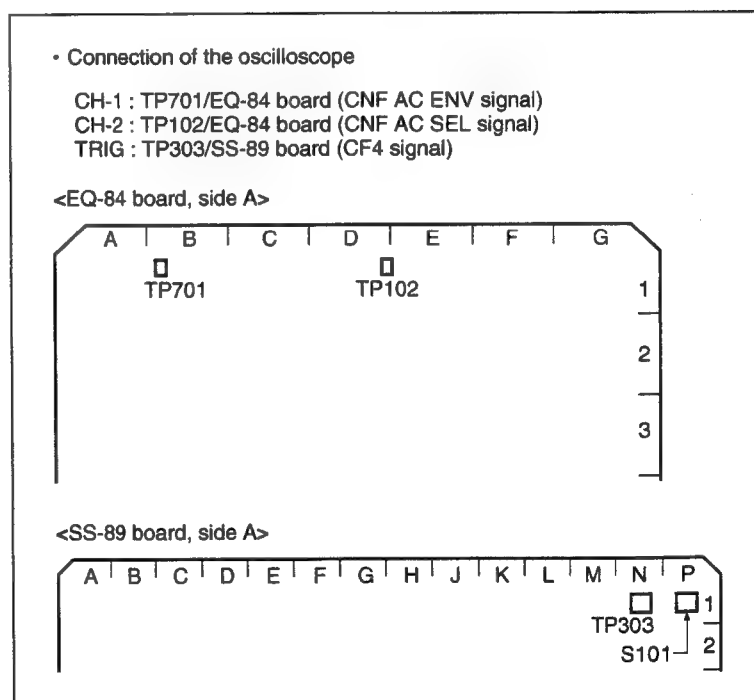 • Connection of the oscilloscope
CH-1 : TP701/EQ-84 board (CNF AC ENV signal)
CH-2 : TP102/EQ-84 board (CNF AC SEL signal)
TRIG : TP303/SS-89 board (CF4 signal)
<EQ-84 board, side A>
A B C D E F G
TP701 TP102 1
2
3
<SS-89 board, side A>
A B C D E F G H J K L M N P
1
TP303
S101 2